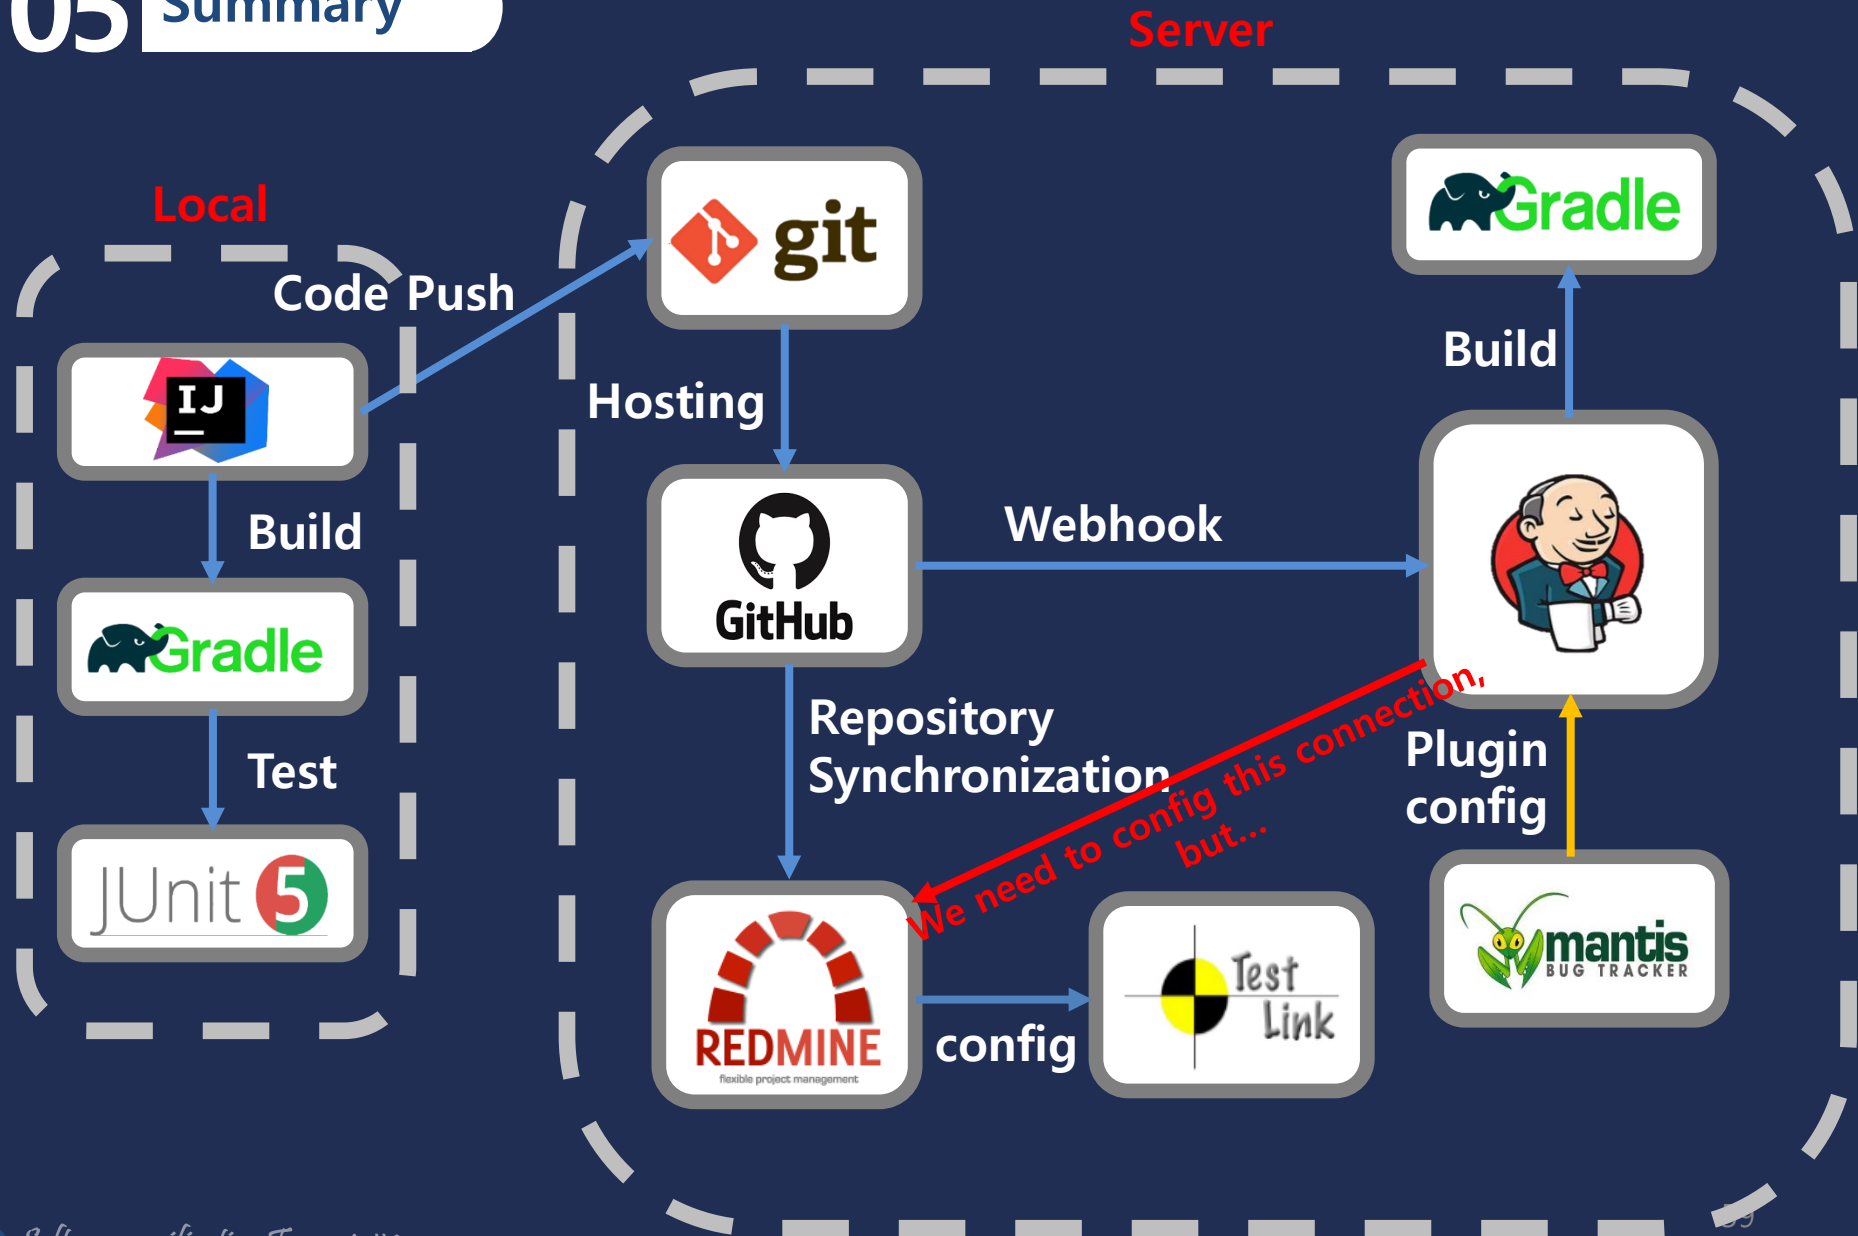 05
Summary
Server
Local
Code Push
git
Gradle
Build
IJ
Hosting
Build
GitHub
Webhook
Gradle
Test
Repository
Synchronization
We need to config this connection,
but...
Plugin
config
JUnit 5
REDMINE
flexible project management
config
Test
Link
mantis
BUG TRACKER
59